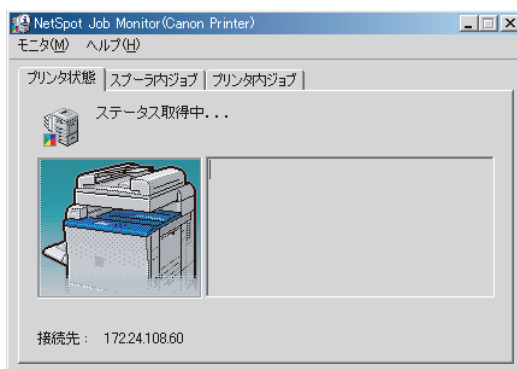 NetSpot Job Monitor(Canon Printer)
モニタ(M) ヘルプ(H)
プリンタ状態 スプーラ内ジョブ プリンタ内ジョブ
ステータス取得中...
接続先： 172.24.108.60